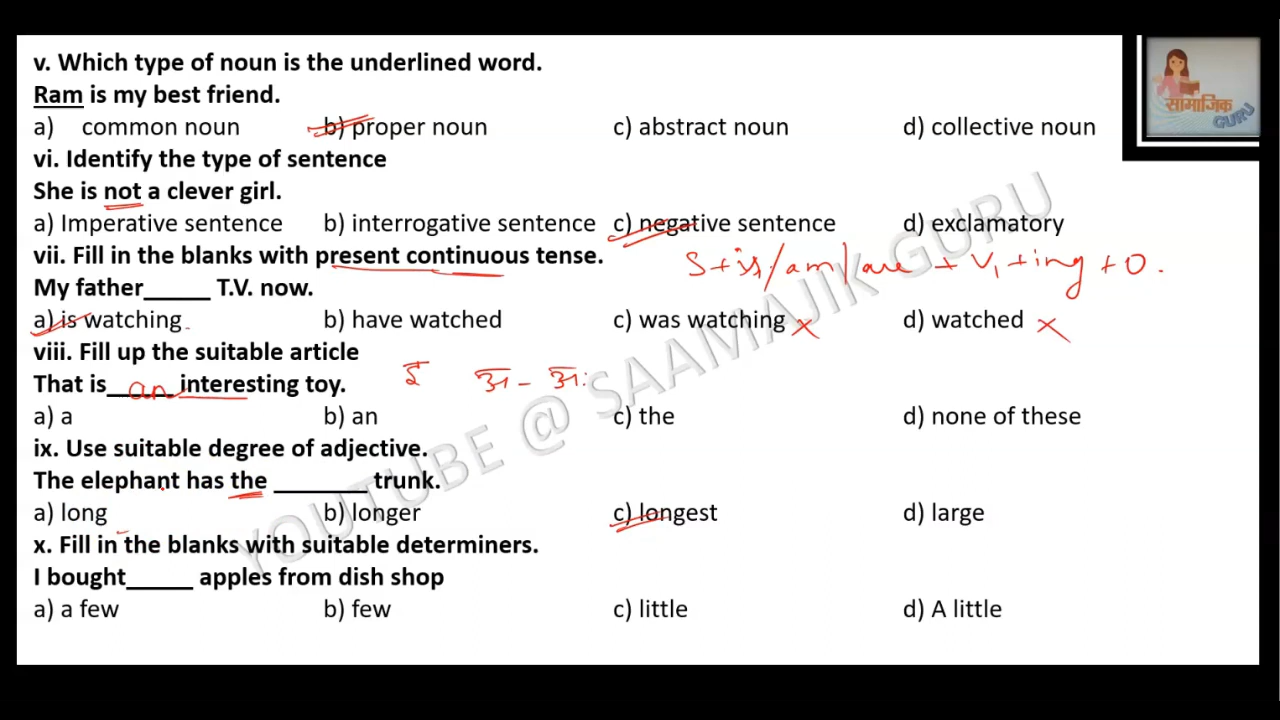 v. Which type of noun is the underlined word.
Ram is my best friend.
a) common noun b) proper noun c) abstract noun d) collective noun
vi. Identify the type of sentence
She is not a clever girl.
a) Imperative sentence b) interrogative sentence c) negative sentence d) exclamatory
vii. Fill in the blanks with present continuous tense.
S + is / am / are + V1 + ing + O.
My father_____ T.V. now.
a) is watching b) have watched c) was watching x d) watched x
viii. Fill up the suitable article
That is_____ an interesting toy. इ अ - अः
a) a b) an c) the d) none of these
ix. Use suitable degree of adjective.
The elephant has the _______ trunk.
a) long b) longer c) longest d) large
x. Fill in the blanks with suitable determiners.
I bought_____ apples from dish shop
a) a few b) few c) little d) A little
सामाजिक
GURU
YOUTUBE @ SAAMAJIK GURU